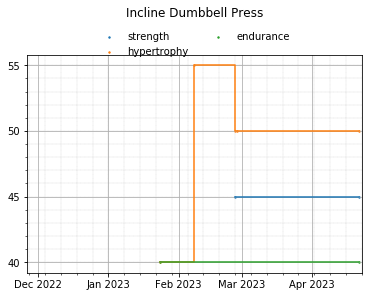 Incline Dumbbell Press
strength
endurance
hypertrophy
55
50
45
40
Dec 2022 Jan 2023 Feb 2023 Mar 2023 Apr 2023